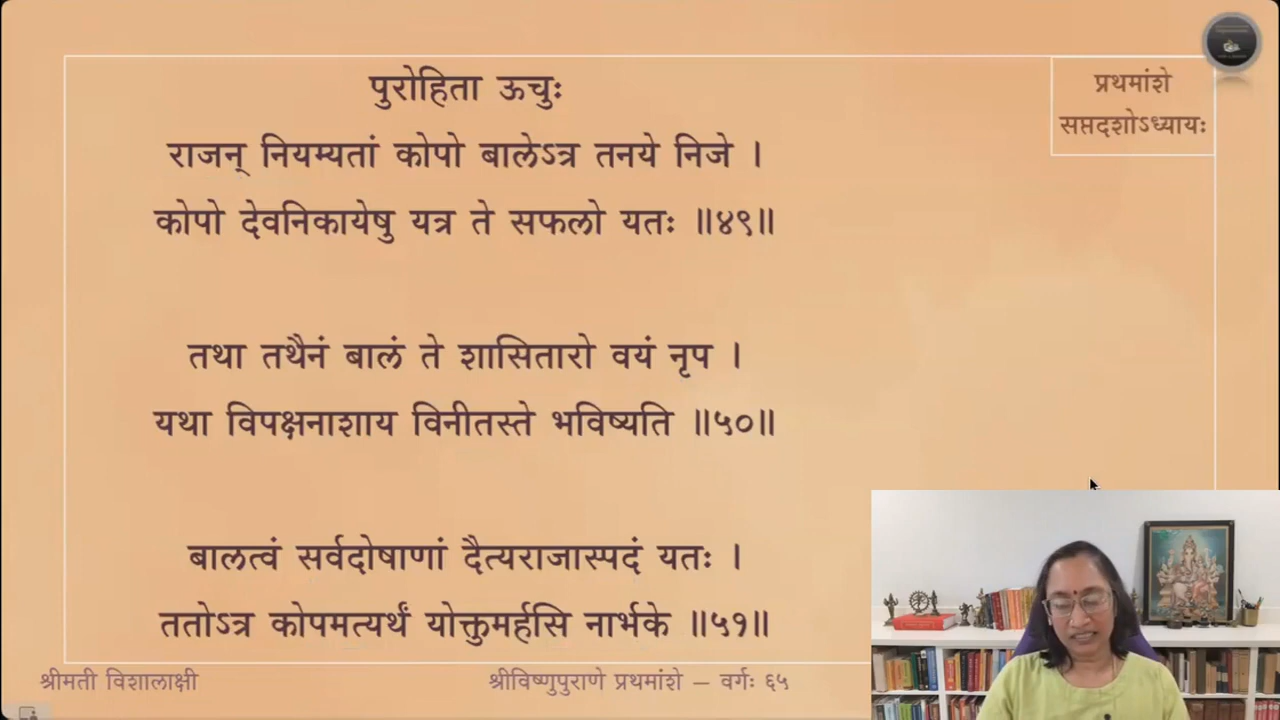 पुरोहिता ऊचुः
प्रथमांशे
सप्तदशोऽध्यायः
राजन् नियम्यतां कोपो बालेऽत्र तनये निजे ।
कोपो देवनिकायेषु यत्र ते सफलो यतः ॥४९॥
तथा तथैनं बालं ते शासितारो वयं नृप ।
यथा विपक्षनाशाय विनीतस्ते भविष्यति ॥५०॥
बालत्वं सर्वदोषाणां दैत्यराजास्पदं यतः ।
ततोऽत्र कोपमत्यर्थं योक्तुमर्हसि नार्भके ॥५१॥
श्रीमती विशालाक्षी
श्रीविष्णुपुराणे प्रथमांशे – वर्गः ६५